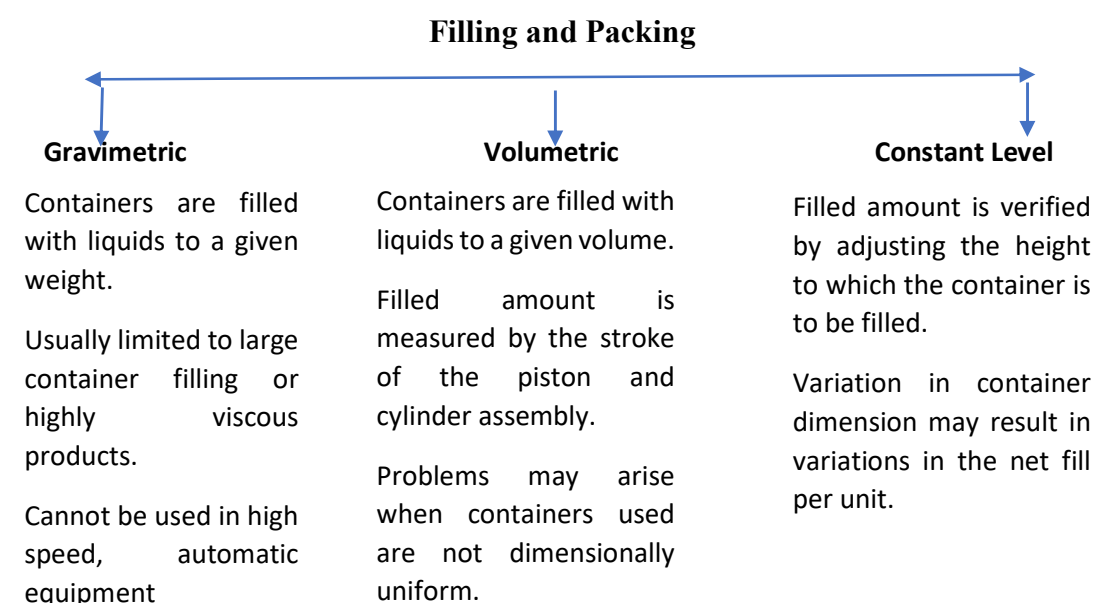 Filling and Packing
Gravimetric
Containers are filled
with liquids to a given
weight.
Usually limited to large
container filling or
highly viscous
products.
Cannot be used in high
speed, automatic
equipment
Volumetric
Containers are filled with
liquids to a given volume.
Filled amount is
measured by the stroke
of the piston and
cylinder assembly.
Problems may arise
when containers used
are not dimensionally
uniform.
Constant Level
Filled amount is verified
by adjusting the height
to which the container is
to be filled.
Variation in container
dimension may result in
variations in the net fill
per unit.